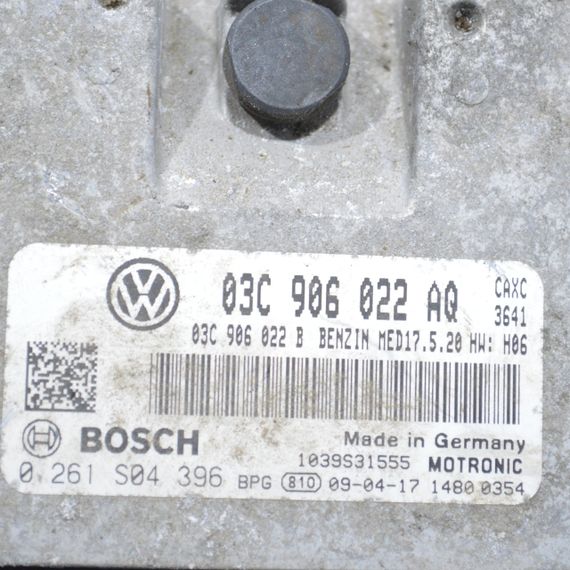 03C 906 022 AQ CAXC
3641
03C 906 022 B BENZIN MED17.5.20 HW: H06
BOSCH
Made in Germany
1039S31555 MOTRONIC
0 261 S04 396 BPG 810 09-04-17 1480 0354